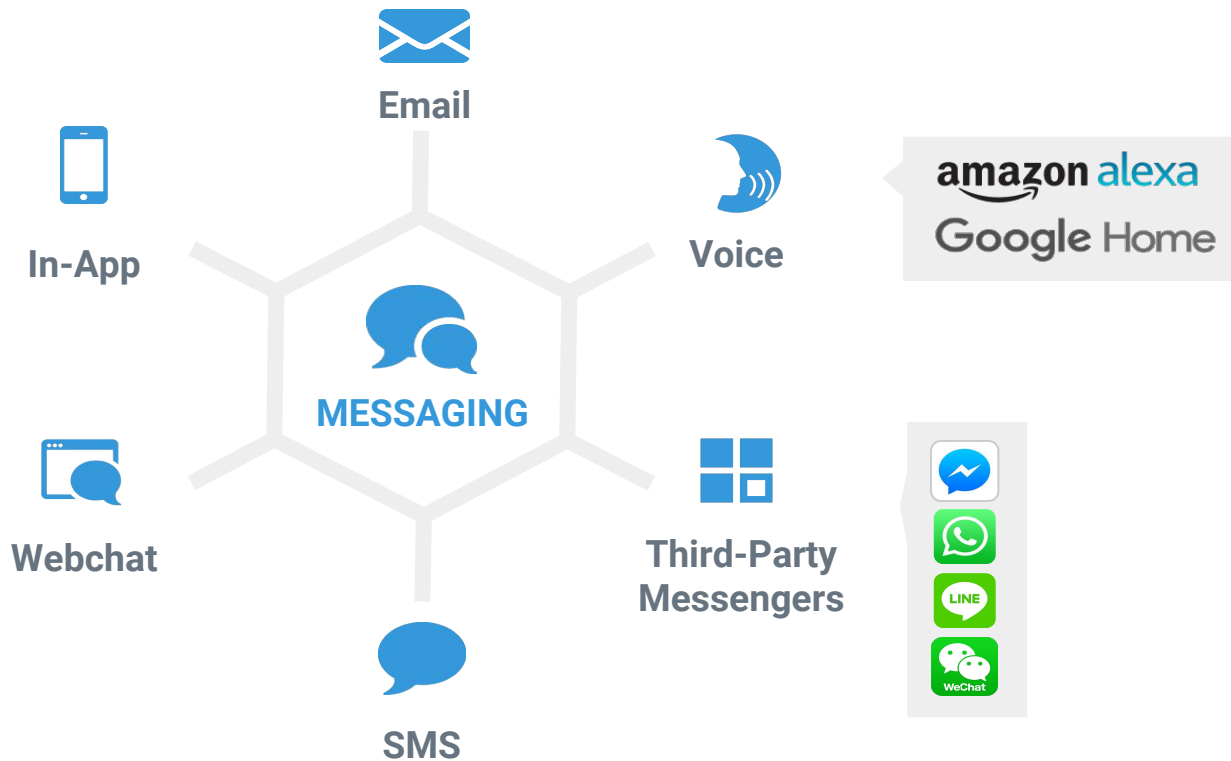 Email
In-App
Voice
amazon alexa
Google Home
MESSAGING
Webchat
Third-Party
Messengers
LINE
WeChat
SMS